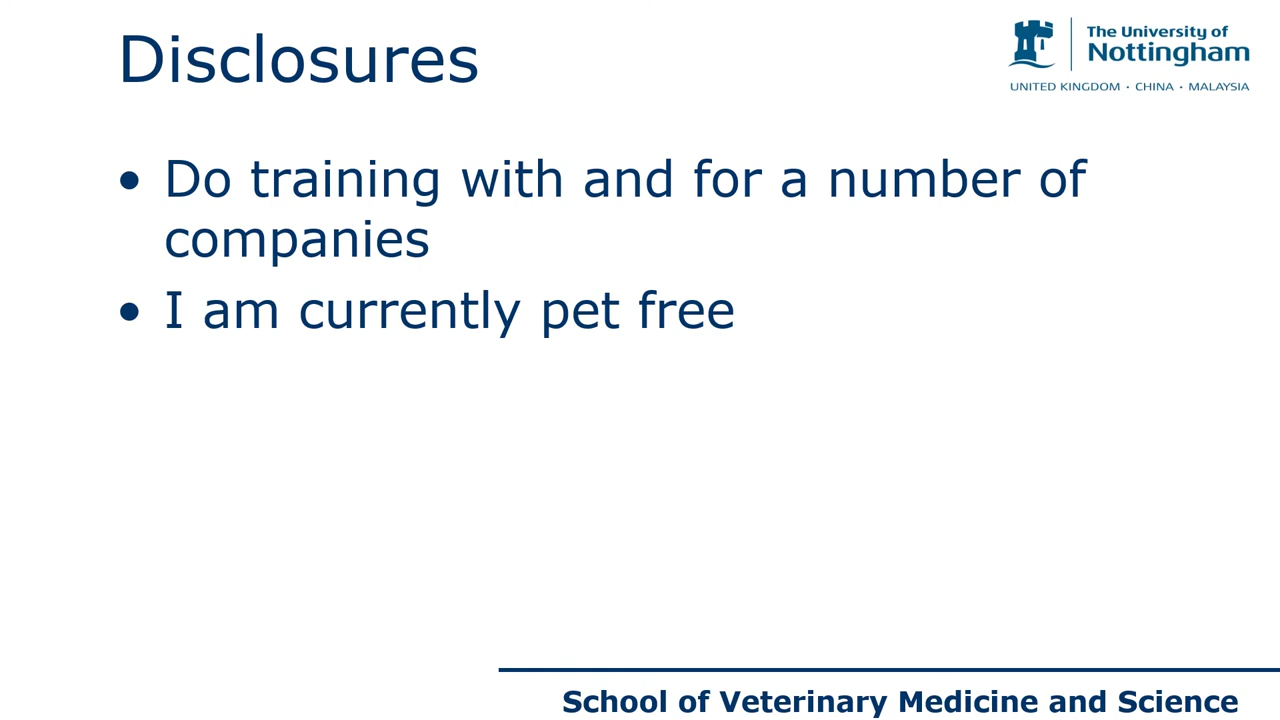 Disclosures
The University of
Nottingham
UNITED KINGDOM · CHINA · MALAYSIA
• Do training with and for a number of
companies
• I am currently pet free
School of Veterinary Medicine and Science